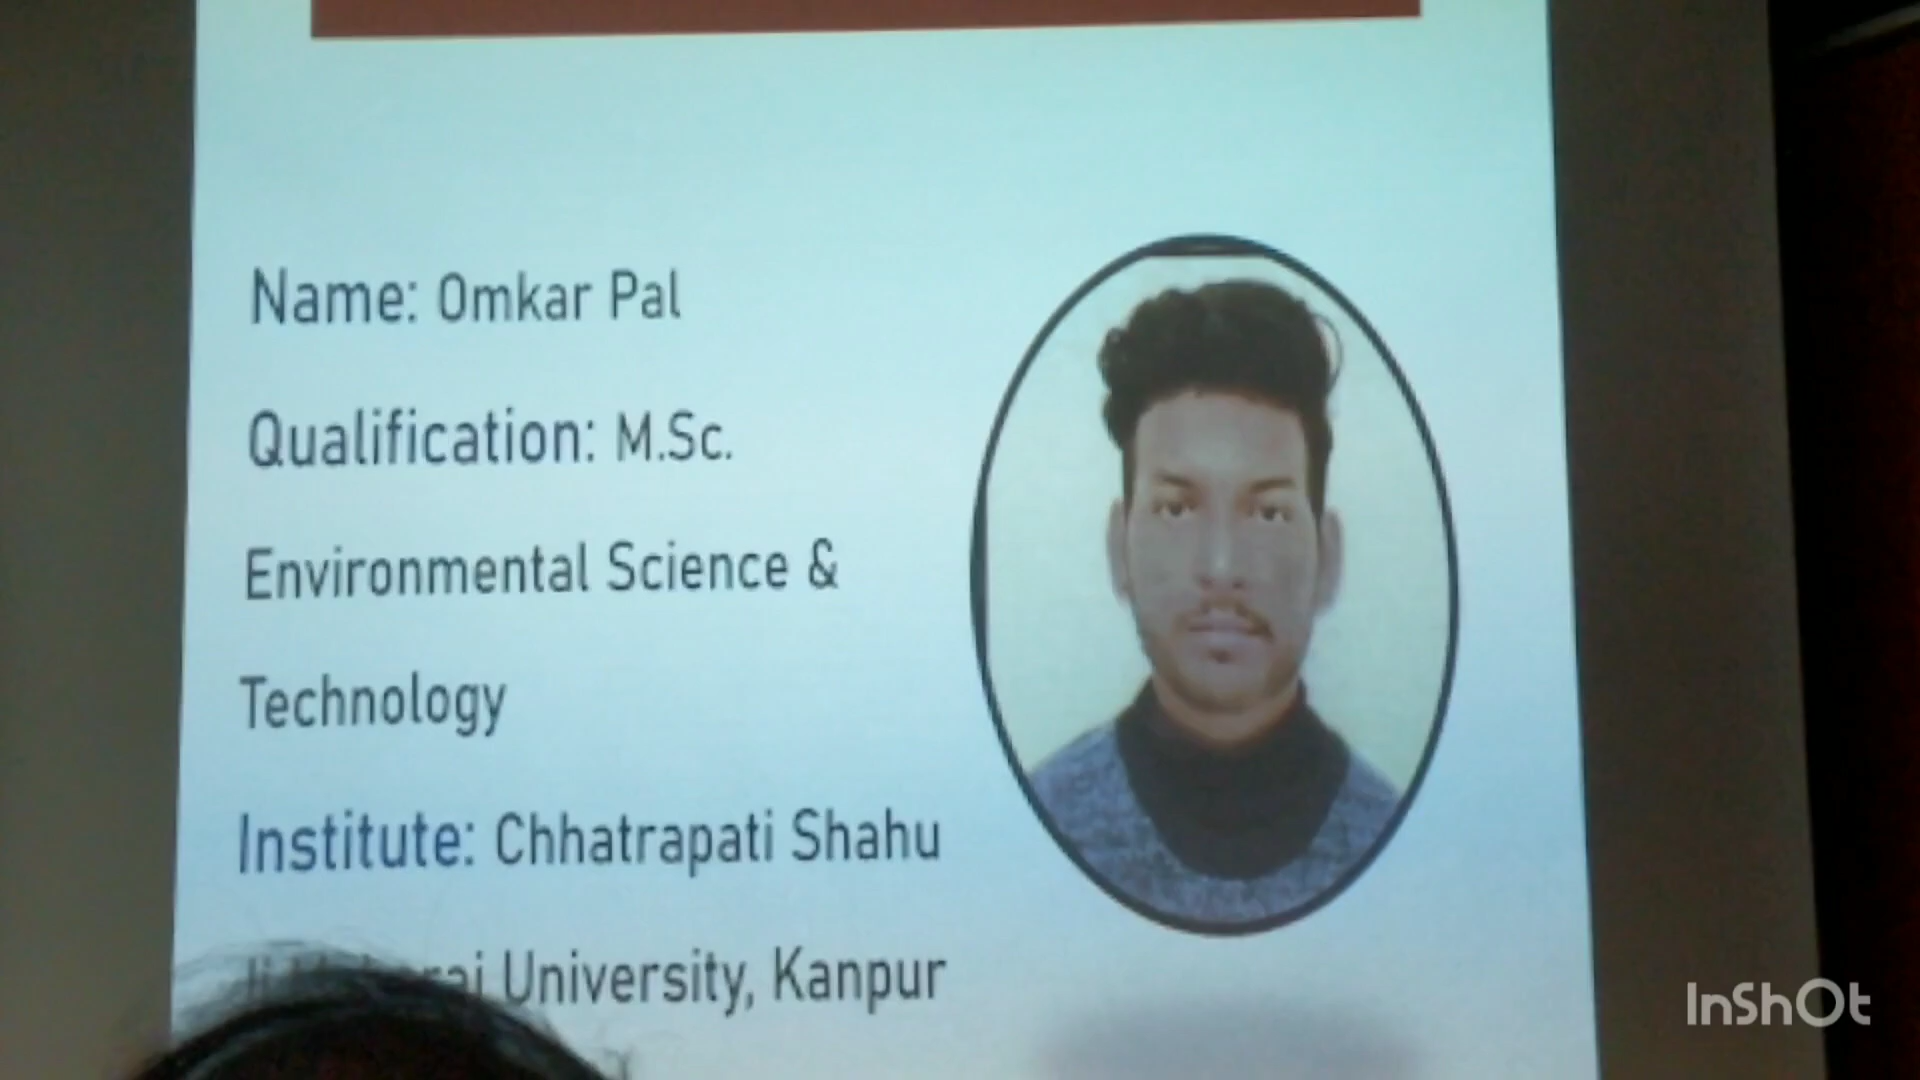 Name: Omkar Pal
Qualification: M.Sc.
Environmental Science &
Technology
Institute: Chhatrapati Shahu
University, Kanpur
InShOt